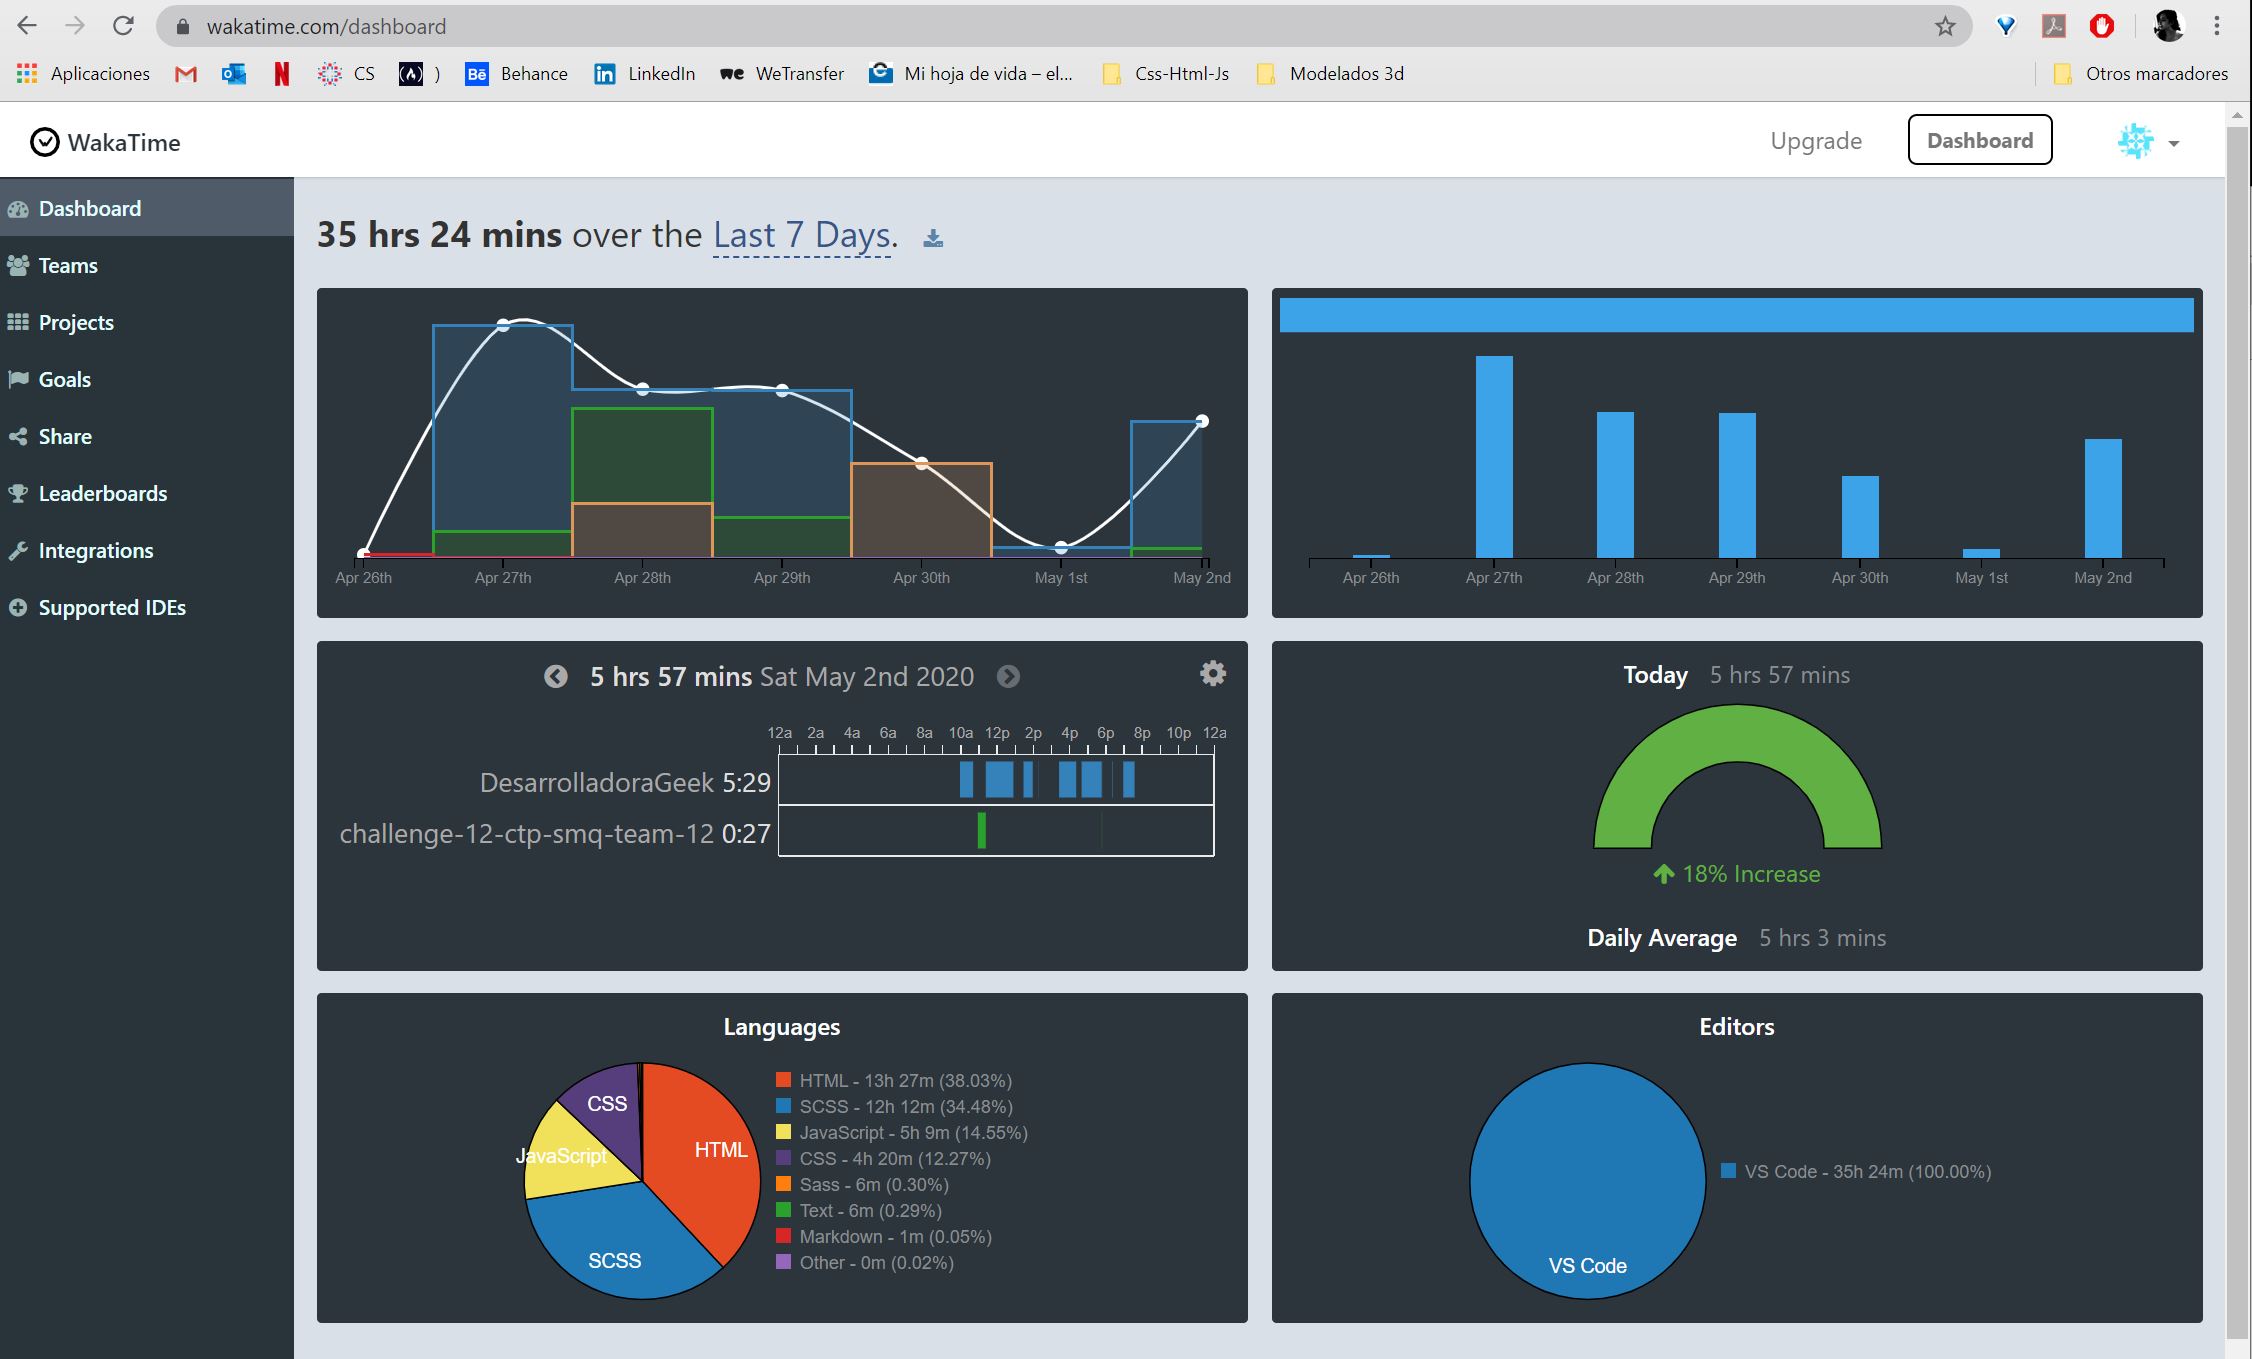 wakatime.com/dashboard
Aplicaciones
CS
(▲) )
Bē Behance
in LinkedIn
we WeTransfer
Mi hoja de vida – el...
Css-Html-Js
Modelados 3d
Otros marcadores
WakaTime
Upgrade
Dashboard
Dashboard
Teams
Projects
Goals
Share
Leaderboards
Integrations
Supported IDEs
35 hrs 24 mins over the Last 7 Days.
Apr 26th Apr 27th Apr 28th Apr 29th Apr 30th May 1st May 2nd
Apr 26th Apr 27th Apr 28th Apr 29th Apr 30th May 1st May 2nd
5 hrs 57 mins Sat May 2nd 2020
12a 2a 4a 6a 8a 10a 12p 2p 4p 6p 8p 10p 12a
DesarrolladoraGeek 5:29
challenge-12-ctp-smq-team-12 0:27
Today 5 hrs 57 mins
18% Increase
Daily Average 5 hrs 3 mins
Languages
CSS
HTML
JavaScript
SCSS
HTML - 13h 27m (38.03%)
SCSS - 12h 12m (34.48%)
JavaScript - 5h 9m (14.55%)
CSS - 4h 20m (12.27%)
Sass - 6m (0.30%)
Text - 6m (0.29%)
Markdown - 1m (0.05%)
Other - 0m (0.02%)
Editors
VS Code
VS Code - 35h 24m (100.00%)